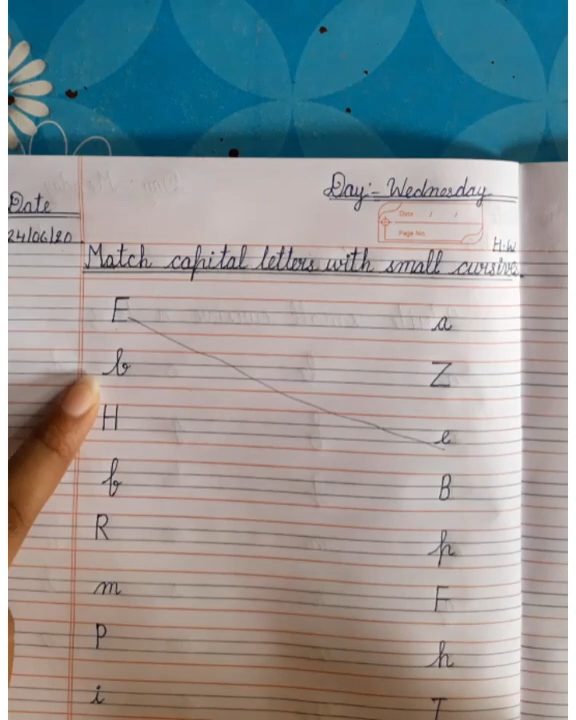 Day:- Wednesday
Date
Date / /
Page No.
24/06/20
H.W
Match capital letters with small cursive.
E a
b Z
H e
f B
R p
m F
P h
i I